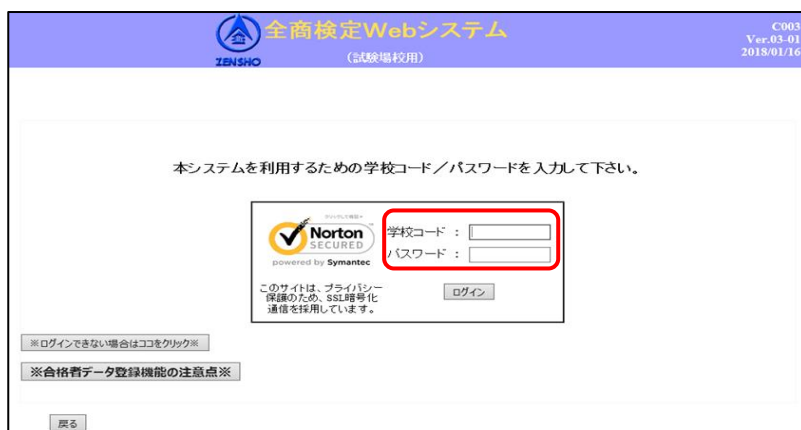 全商検定Webシステム
(試験場校用)
ZENSHO
C003
Ver.03-01
2018/01/16
本システムを利用するための学校コード/パスワードを入力して下さい。
Norton
SECURED
powered by Symantec
学校コード :
パスワード :
このサイトは、プライバシー
保護のため、SSL暗号化
通信を採用しています。
ログイン
※ログインできない場合はココをクリック※
※合格者データ登録機能の注意点※
戻る